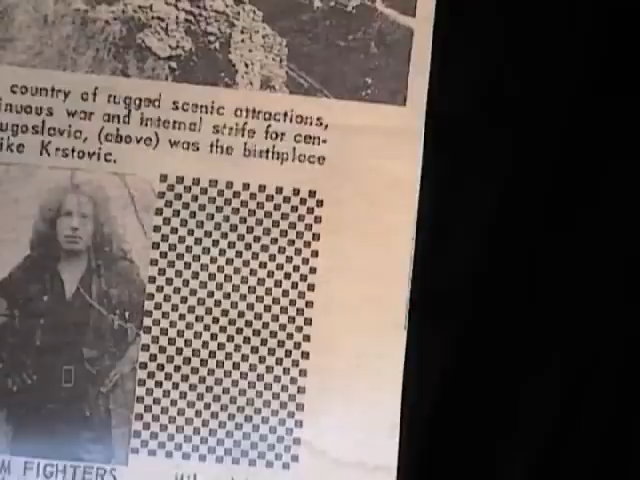 country of rugged scenic attractions,
inuous war and internal strife for cen-
ugoslavia, (above) was the birthplace
ike Krstovic.
M FIGHTERS